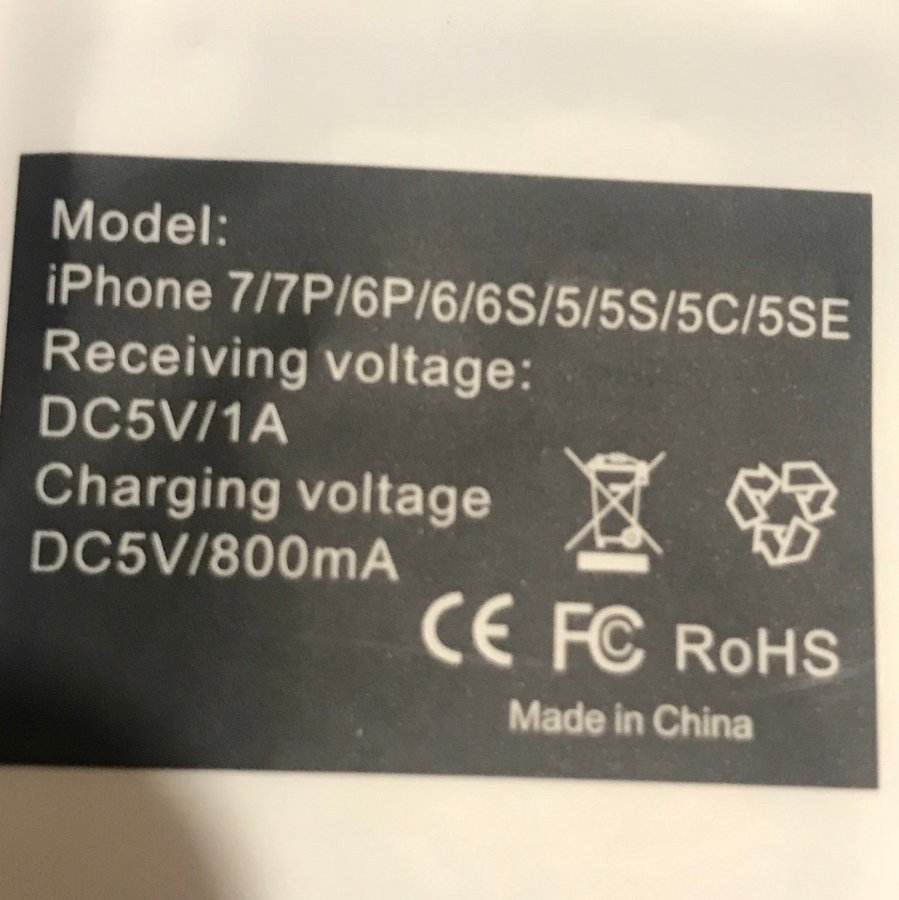 Model:
iPhone 7/7P/6P/6/6S/5/5S/5C/5SE
Receiving voltage:
DC5V/1A
Charging voltage
DC5V/800mA
CE FC RoHS
Made in China